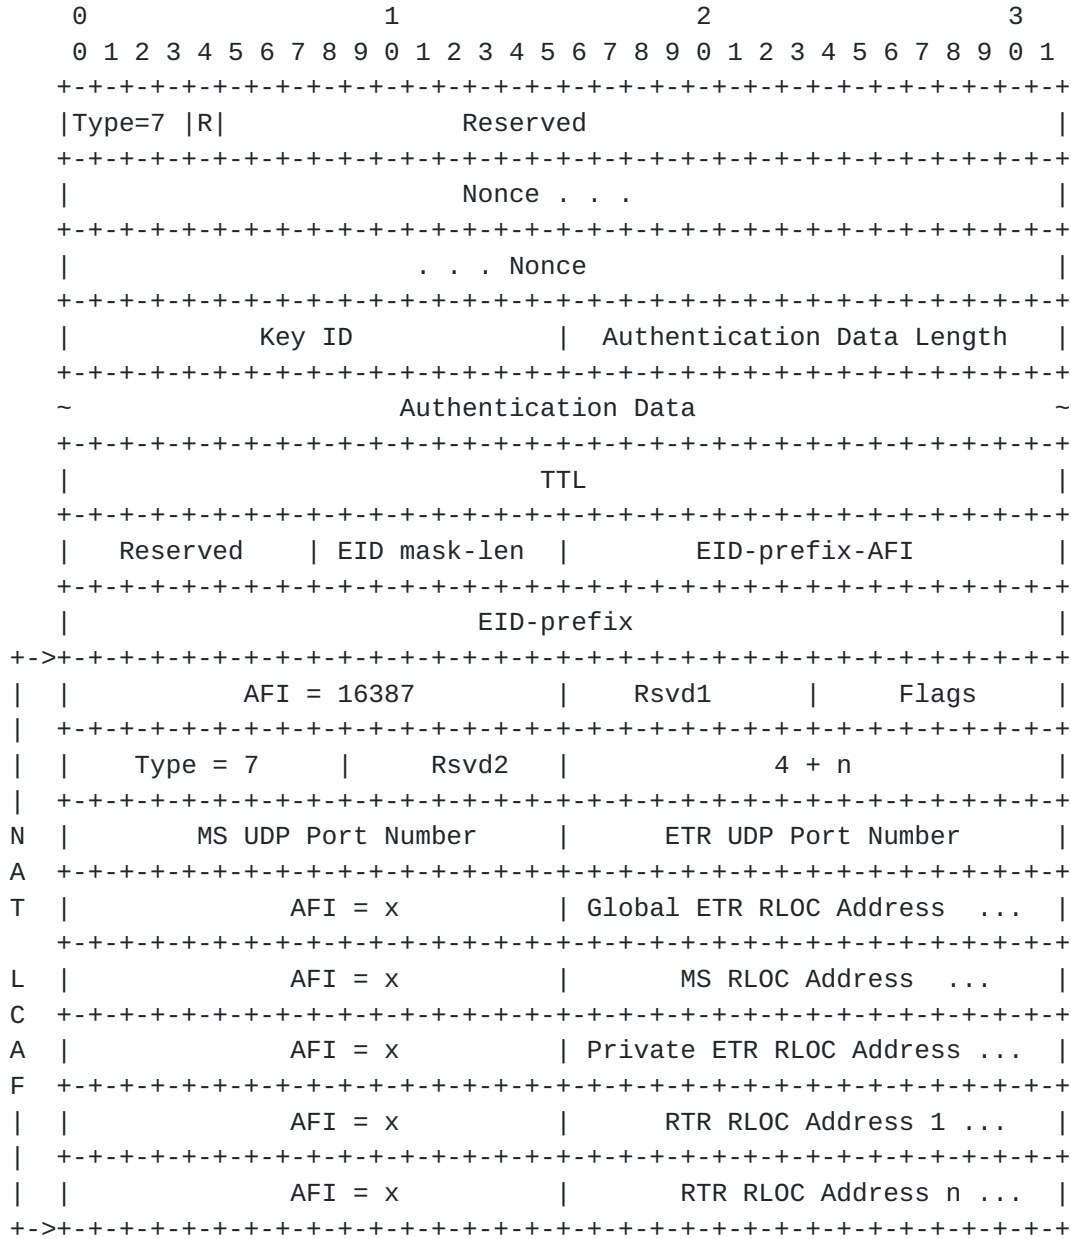 0                   1                   2                   3
    0 1 2 3 4 5 6 7 8 9 0 1 2 3 4 5 6 7 8 9 0 1 2 3 4 5 6 7 8 9 0 1
   +-+-+-+-+-+-+-+-+-+-+-+-+-+-+-+-+-+-+-+-+-+-+-+-+-+-+-+-+-+-+-+-+
   |Type=7 |R|               Reserved                              |
   +-+-+-+-+-+-+-+-+-+-+-+-+-+-+-+-+-+-+-+-+-+-+-+-+-+-+-+-+-+-+-+-+
   |                         Nonce . . .                           |
   +-+-+-+-+-+-+-+-+-+-+-+-+-+-+-+-+-+-+-+-+-+-+-+-+-+-+-+-+-+-+-+-+
   |                      . . . Nonce                              |
   +-+-+-+-+-+-+-+-+-+-+-+-+-+-+-+-+-+-+-+-+-+-+-+-+-+-+-+-+-+-+-+-+
   |            Key ID             |  Authentication Data Length   |
   +-+-+-+-+-+-+-+-+-+-+-+-+-+-+-+-+-+-+-+-+-+-+-+-+-+-+-+-+-+-+-+-+
   ~                     Authentication Data                       ~
   +-+-+-+-+-+-+-+-+-+-+-+-+-+-+-+-+-+-+-+-+-+-+-+-+-+-+-+-+-+-+-+-+
   |                              TTL                              |
   +-+-+-+-+-+-+-+-+-+-+-+-+-+-+-+-+-+-+-+-+-+-+-+-+-+-+-+-+-+-+-+-+
   |   Reserved    | EID mask-len  |        EID-prefix-AFI         |
   +-+-+-+-+-+-+-+-+-+-+-+-+-+-+-+-+-+-+-+-+-+-+-+-+-+-+-+-+-+-+-+-+
   |                          EID-prefix                           |
+->+-+-+-+-+-+-+-+-+-+-+-+-+-+-+-+-+-+-+-+-+-+-+-+-+-+-+-+-+-+-+-+-+
|  |           AFI = 16387         |    Rsvd1      |     Flags     |
|  +-+-+-+-+-+-+-+-+-+-+-+-+-+-+-+-+-+-+-+-+-+-+-+-+-+-+-+-+-+-+-+-+
|  |    Type = 7     |     Rsvd2   |             4 + n             |
|  +-+-+-+-+-+-+-+-+-+-+-+-+-+-+-+-+-+-+-+-+-+-+-+-+-+-+-+-+-+-+-+-+
N  |        MS UDP Port Number     |      ETR UDP Port Number      |
A  +-+-+-+-+-+-+-+-+-+-+-+-+-+-+-+-+-+-+-+-+-+-+-+-+-+-+-+-+-+-+-+-+
T  |              AFI = x          | Global ETR RLOC Address  ...  |
   +-+-+-+-+-+-+-+-+-+-+-+-+-+-+-+-+-+-+-+-+-+-+-+-+-+-+-+-+-+-+-+-+
L  |              AFI = x          |       MS RLOC Address  ...    |
C  +-+-+-+-+-+-+-+-+-+-+-+-+-+-+-+-+-+-+-+-+-+-+-+-+-+-+-+-+-+-+-+-+
A  |              AFI = x          | Private ETR RLOC Address ...  |
F  +-+-+-+-+-+-+-+-+-+-+-+-+-+-+-+-+-+-+-+-+-+-+-+-+-+-+-+-+-+-+-+-+
|  |              AFI = x          |      RTR RLOC Address 1 ...   |
|  +-+-+-+-+-+-+-+-+-+-+-+-+-+-+-+-+-+-+-+-+-+-+-+-+-+-+-+-+-+-+-+-+
|  |              AFI = x          |       RTR RLOC Address n ...  |
+->+-+-+-+-+-+-+-+-+-+-+-+-+-+-+-+-+-+-+-+-+-+-+-+-+-+-+-+-+-+-+-+-+